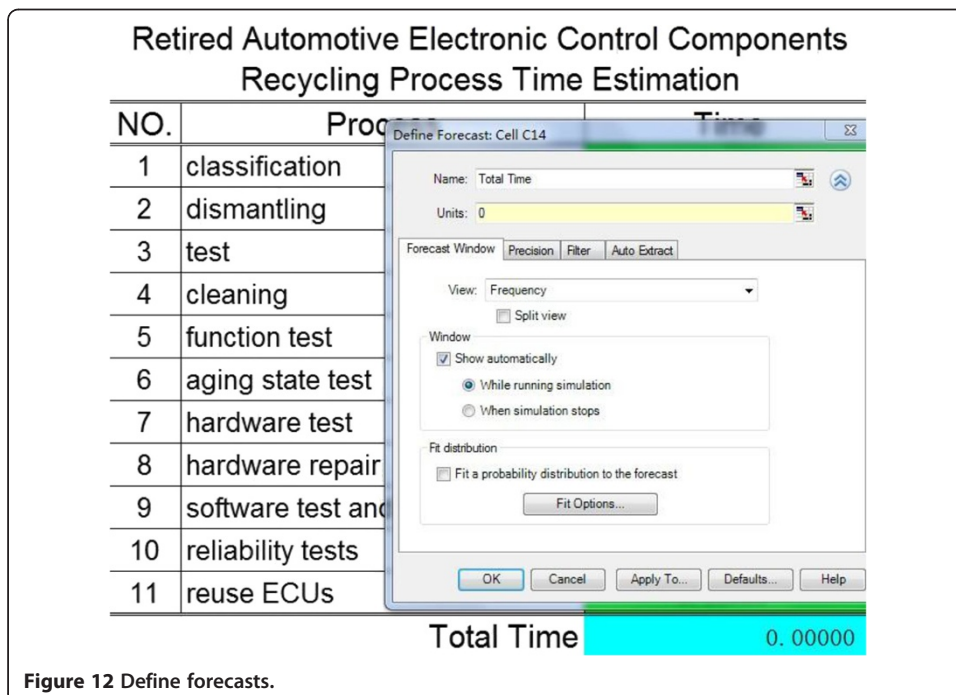 Retired Automotive Electronic Control Components
Recycling Process Time Estimation
NO. Process Time
Define Forecast: Cell C14
Name: Total Time
Units: 0
Forecast Window Precision Filter Auto Extract
View: Frequency
Split view
Window
Show automatically
While running simulation
When simulation stops
Fit distribution
Fit a probability distribution to the forecast
Fit Options...
OK Cancel Apply To... Defaults... Help
1 classification
2 dismantling
3 test
4 cleaning
5 function test
6 aging state test
7 hardware test
8 hardware repair
9 software test and
10 reliability tests
11 reuse ECUs
Total Time 0.00000
Figure 12 Define forecasts.